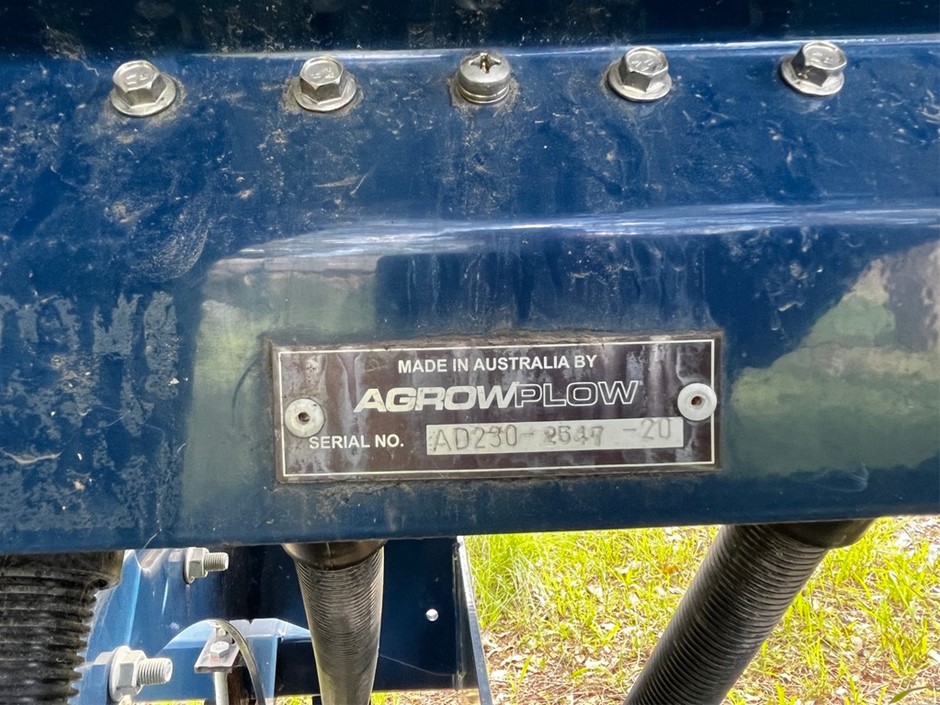 MADE IN AUSTRALIA BY
AGROWPLOW
SERIAL NO. AD230-2547 -20